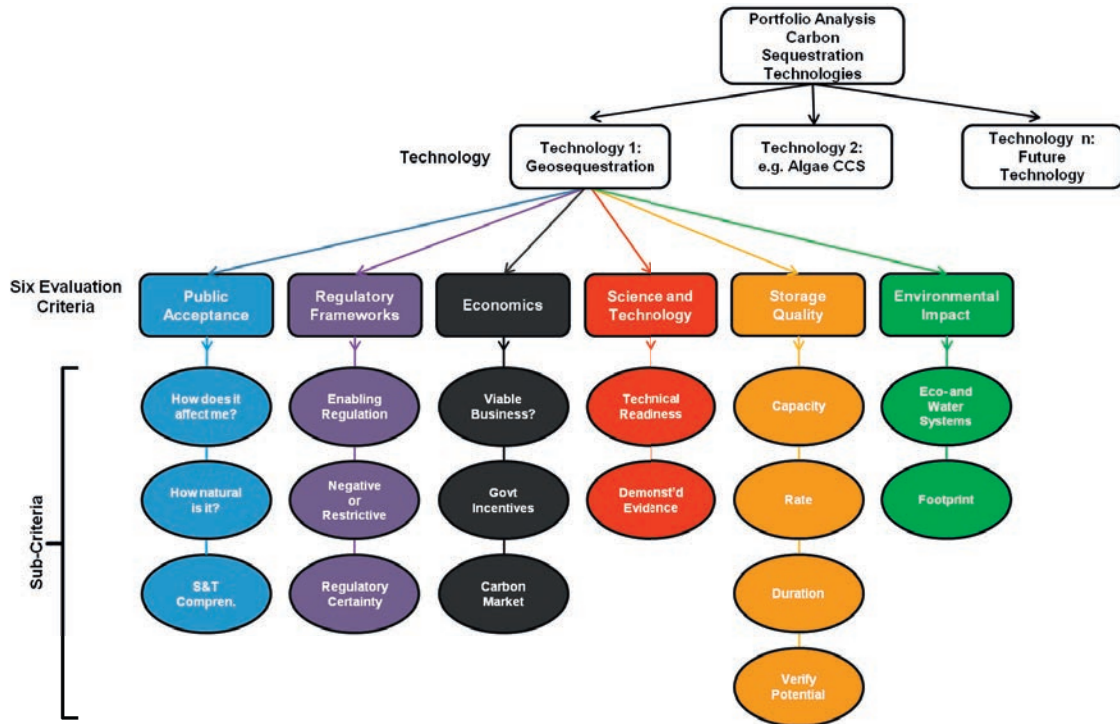 Portfolio Analysis
Carbon
Sequestration
Technologies
Technology
Technology 1:
Geosequestration
Technology 2:
e.g. Algae CCS
Technology n:
Future
Technology
Six Evaluation
Criteria
Public
Acceptance
Regulatory
Frameworks
Economics
Science and
Technology
Storage
Quality
Environmental
Impact
Sub-Criteria
How does it
affect me?
Enabling
Regulation
Viable
Business?
Technical
Readiness
Capacity
Eco-and
Water
Systems
How natural
is it?
Negative
or
Restrictive
Govt
Incentives
Demonst'd
Evidence
Rate
Footprint
S&T
Compren.
Regulatory
Certainty
Carbon
Market
Duration
Verify
Potential